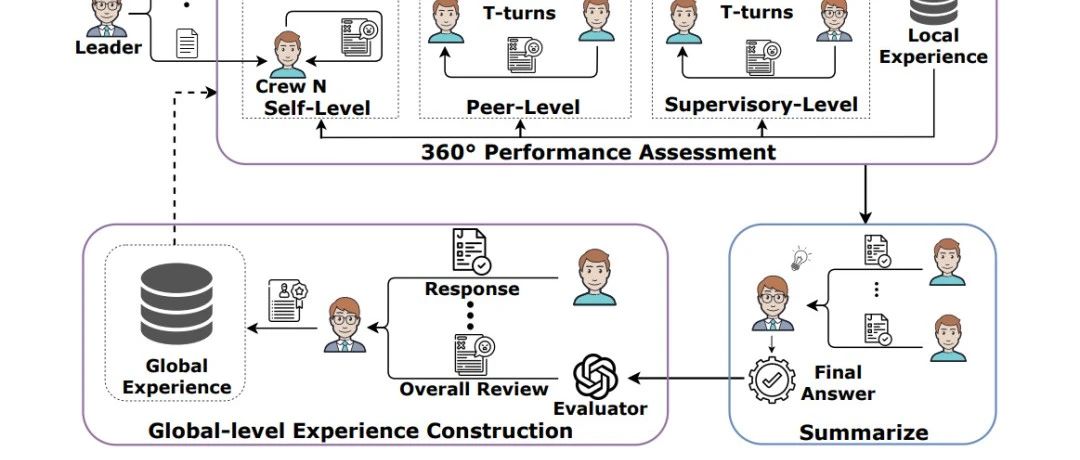 T-turns
T-turns
Leader
Local
Experience
Crew N
Self-Level
Peer-Level
Supervisory-Level
360° Performance Assessment
Response
Global
Experience
Overall Review
Evaluator
Final
Answer
Global-level Experience Construction
Summarize